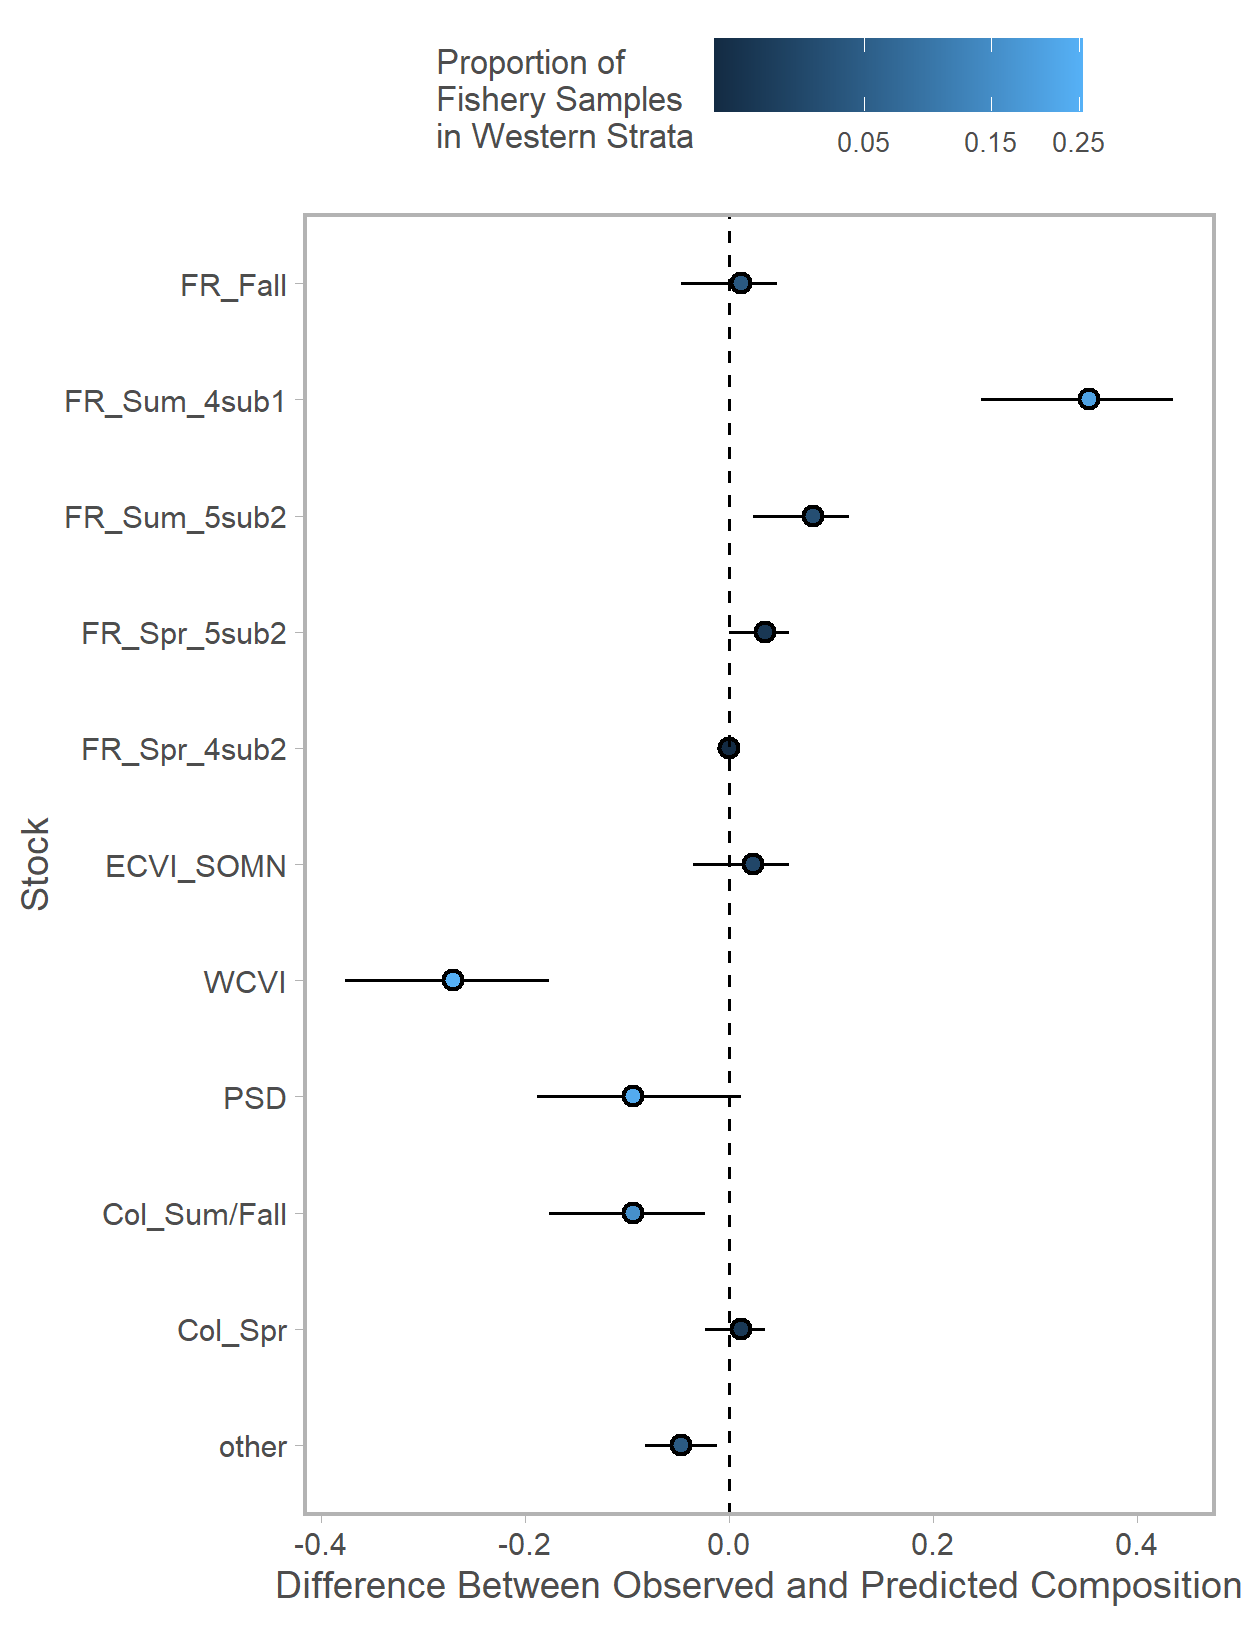 Proportion of
Fishery Samples
in Western Strata
0.05 0.15 0.25
FR_Fall
FR_Sum_4sub1
FR_Sum_5sub2
FR_Spr_5sub2
FR_Spr_4sub2
ECVI_SOMN
WCVI
PSD
Col_Sum/Fall
Col_Spr
other
Stock
-0.4 -0.2 0.0 0.2 0.4
Difference Between Observed and Predicted Composition